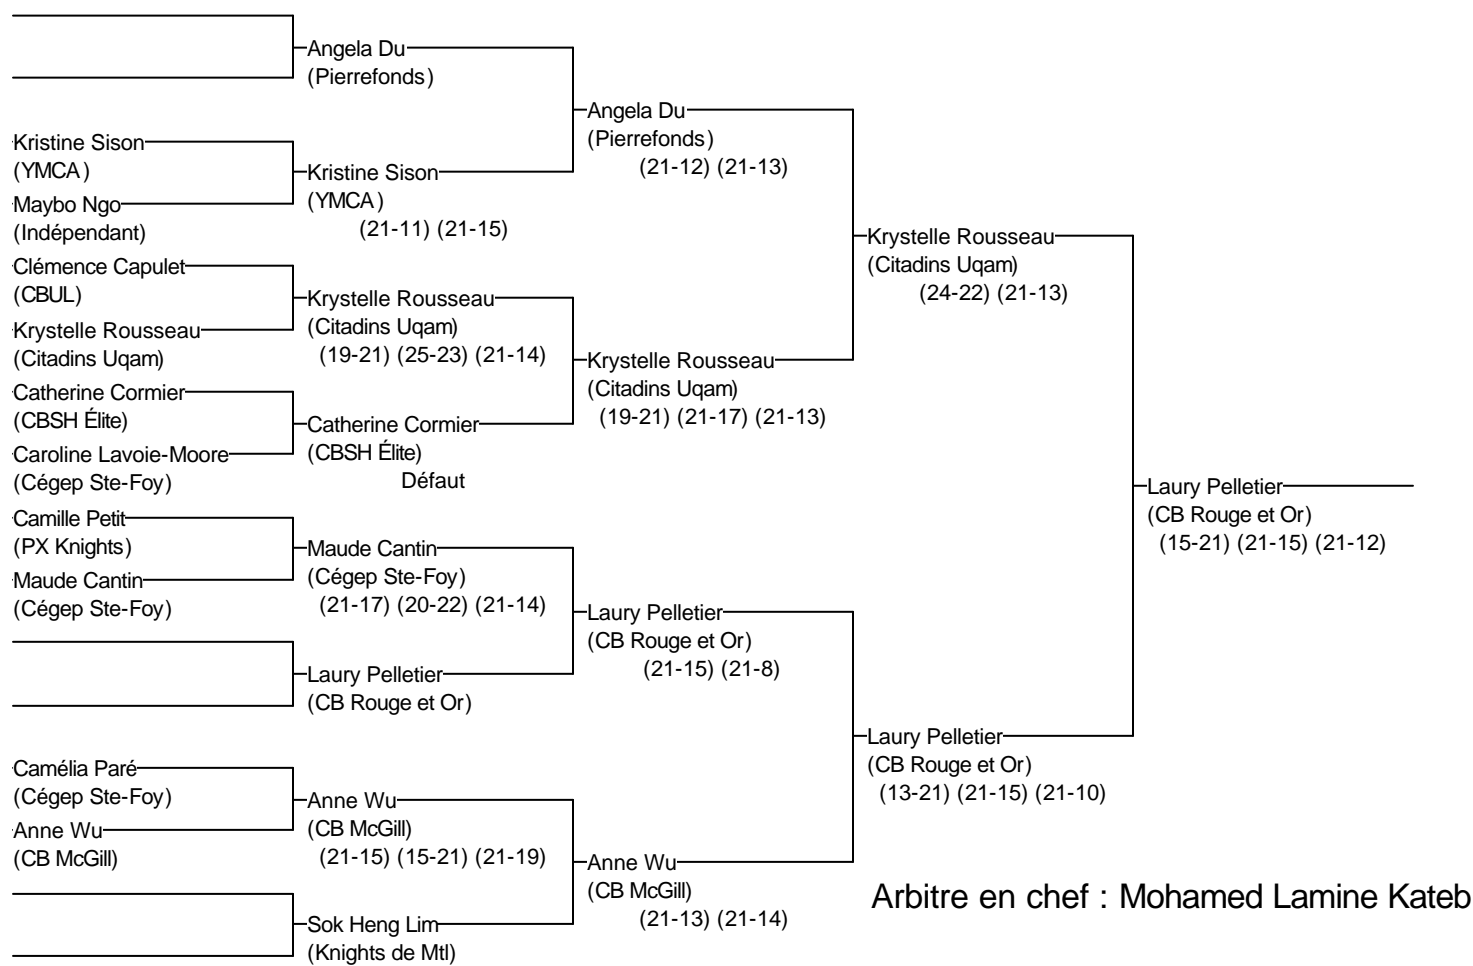 Angela Du
(Pierrefonds)
Angela Du
(Pierrefonds)
(21-12) (21-13)
Kristine Sison
(YMCA)
Kristine Sison
(YMCA)
(21-11) (21-15)
Maybo Ngo
(Indépendant)
Krystelle Rousseau
(Citadins Uqam)
(24-22) (21-13)
Clémence Capulet
(CBUL)
Krystelle Rousseau
(Citadins Uqam)
(19-21) (25-23) (21-14)
Krystelle Rousseau
(Citadins Uqam)
Krystelle Rousseau
(Citadins Uqam)
(19-21) (21-17) (21-13)
Catherine Cormier
(CBSH Élite)
Catherine Cormier
(CBSH Élite)
Défaut
Caroline Lavoie-Moore
(Cégep Ste-Foy)
Laury Pelletier
(CB Rouge et Or)
(15-21) (21-15) (21-12)
Camille Petit
(PX Knights)
Maude Cantin
(Cégep Ste-Foy)
(21-17) (20-22) (21-14)
Maude Cantin
(Cégep Ste-Foy)
Laury Pelletier
(CB Rouge et Or)
(21-15) (21-8)
Laury Pelletier
(CB Rouge et Or)
Laury Pelletier
(CB Rouge et Or)
(13-21) (21-15) (21-10)
Camélia Paré
(Cégep Ste-Foy)
Anne Wu
(CB McGill)
(21-15) (15-21) (21-19)
Anne Wu
(CB McGill)
Anne Wu
(CB McGill)
(21-13) (21-14)
Sok Heng Lim
(Knights de Mtl)
Arbitre en chef : Mohamed Lamine Kateb